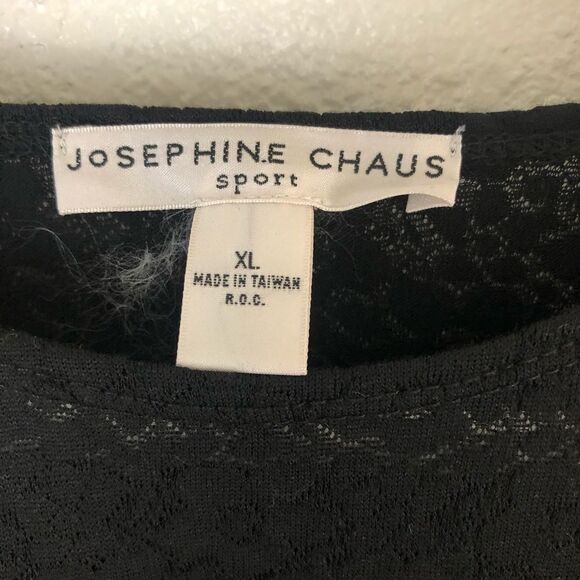 JoSEPHINE CHAUS
sport
XL
MADE IN TAIWAN
R.O.C.